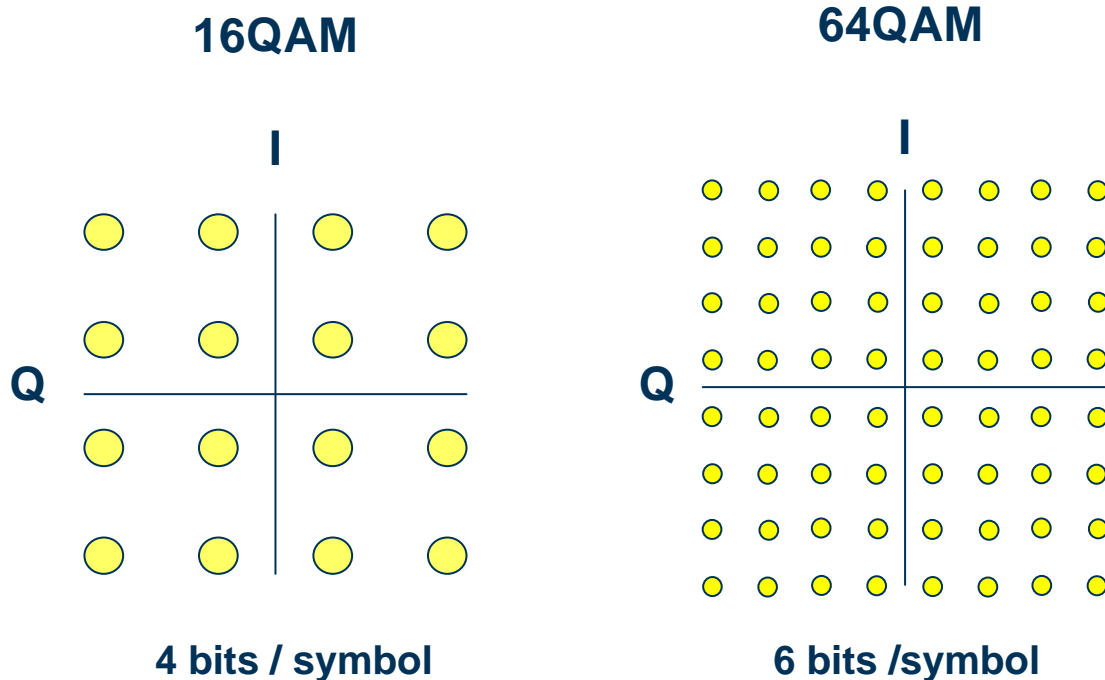 16QAM
I
Q
4 bits / symbol
64QAM
I
Q
6 bits /symbol